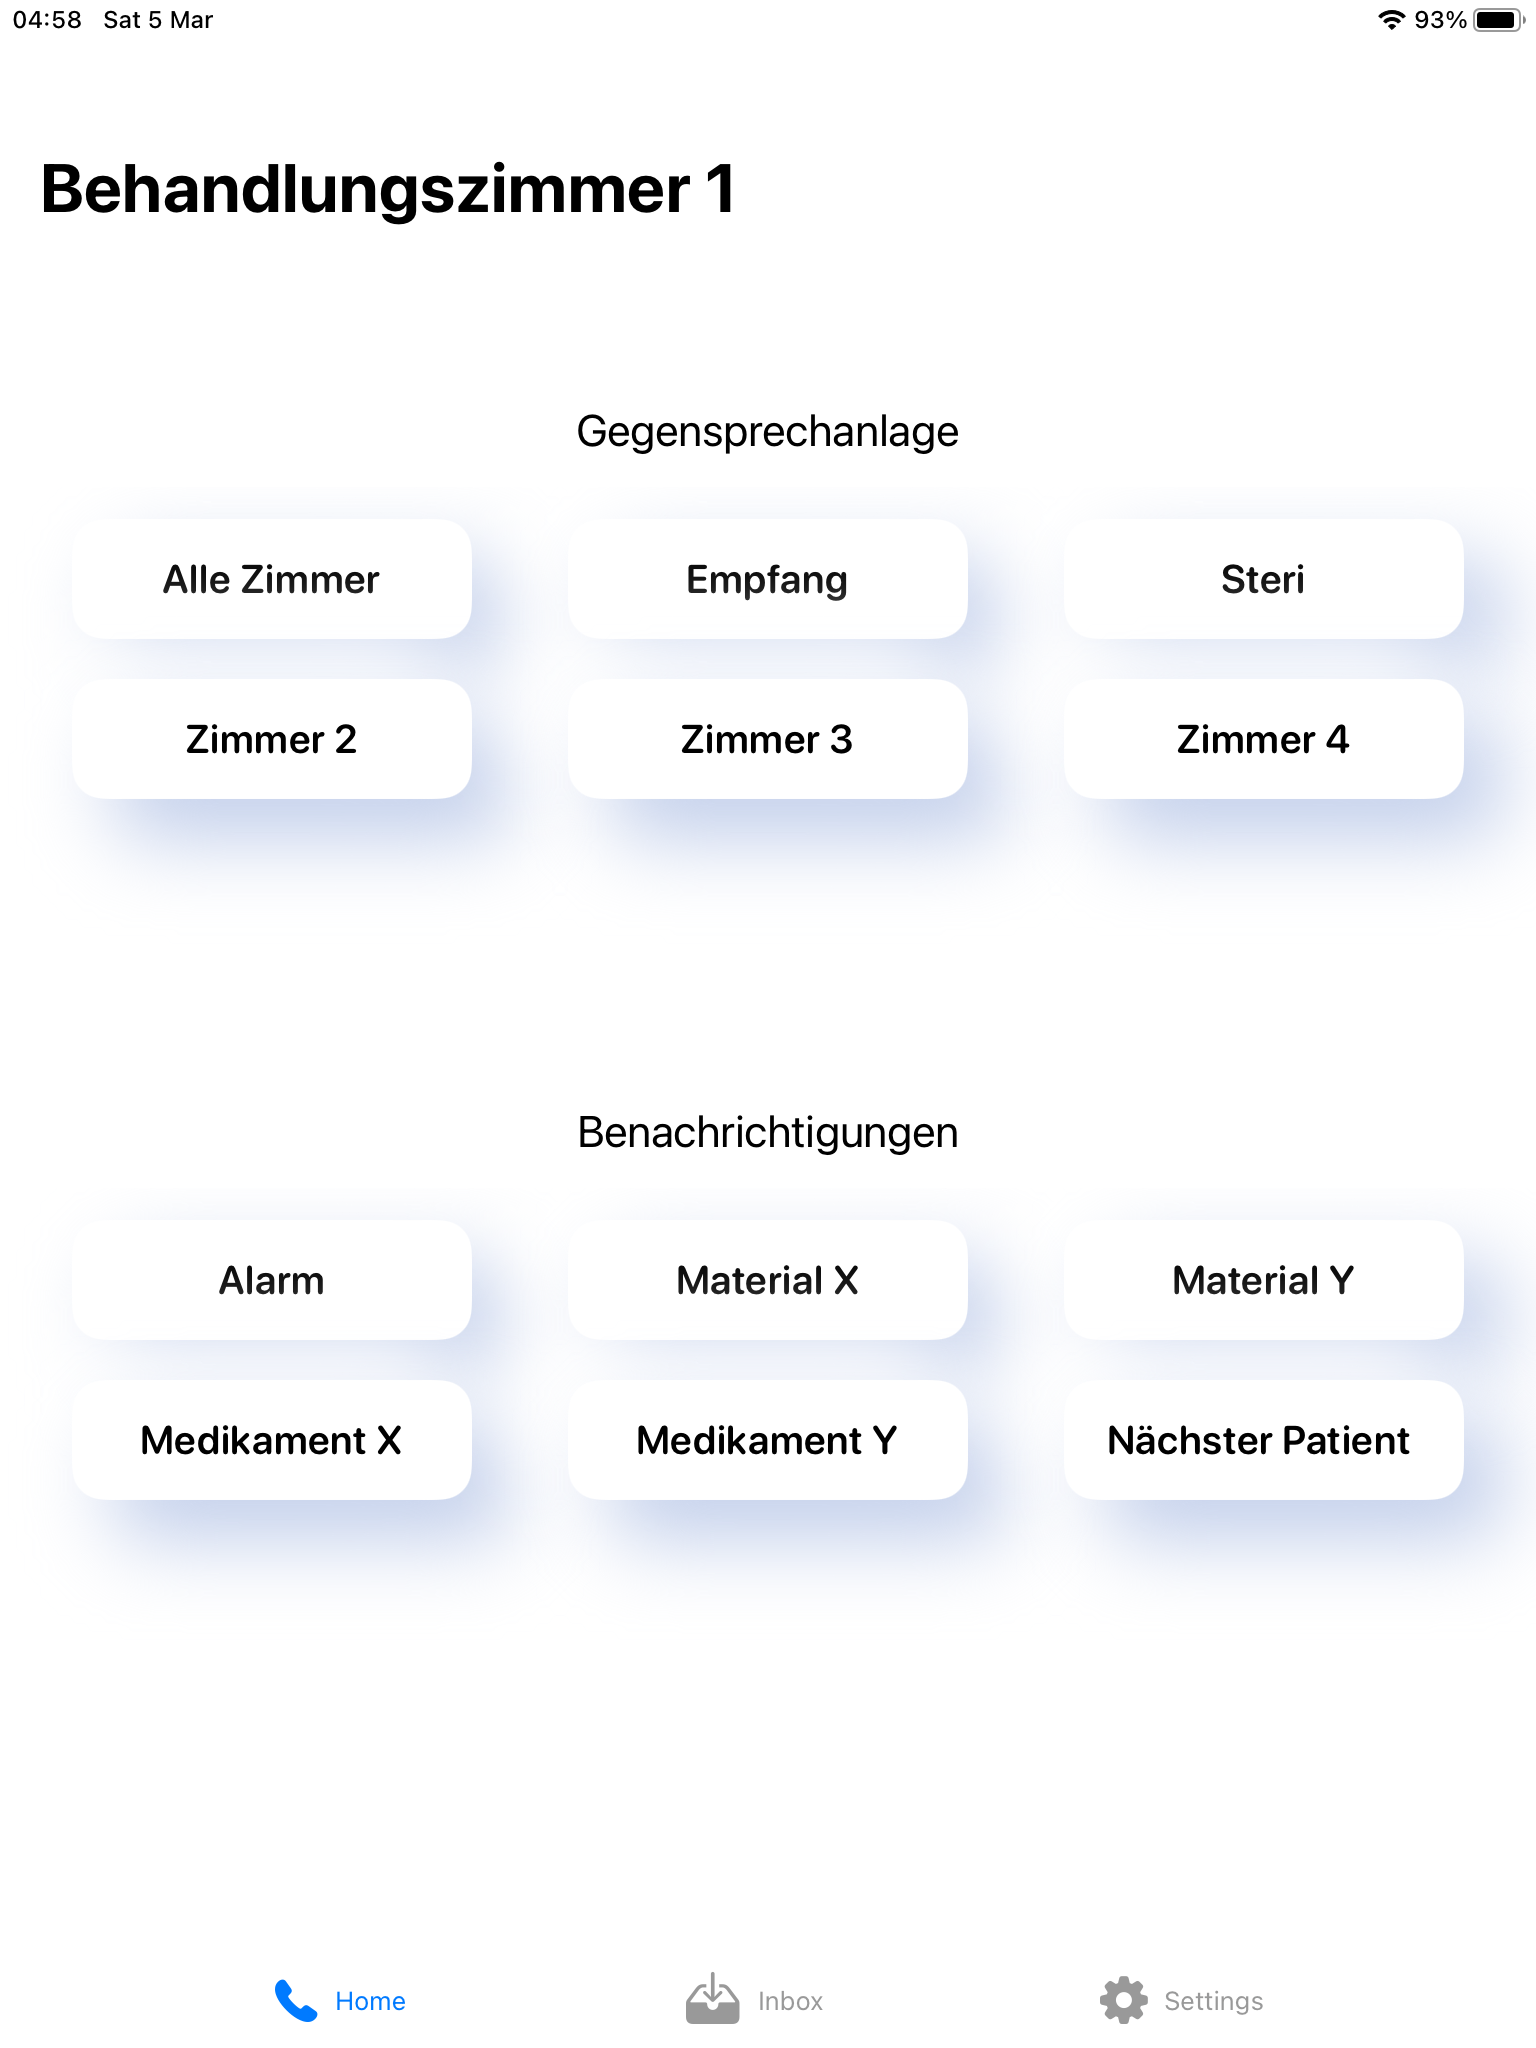 04:58 Sat 5 Mar 93%
Behandlungszimmer 1
Gegensprechanlage
Alle Zimmer Empfang Steri
Zimmer 2 Zimmer 3 Zimmer 4
Benachrichtigungen
Alarm Material X Material Y
Medikament X Medikament Y Nächster Patient
Home Inbox Settings